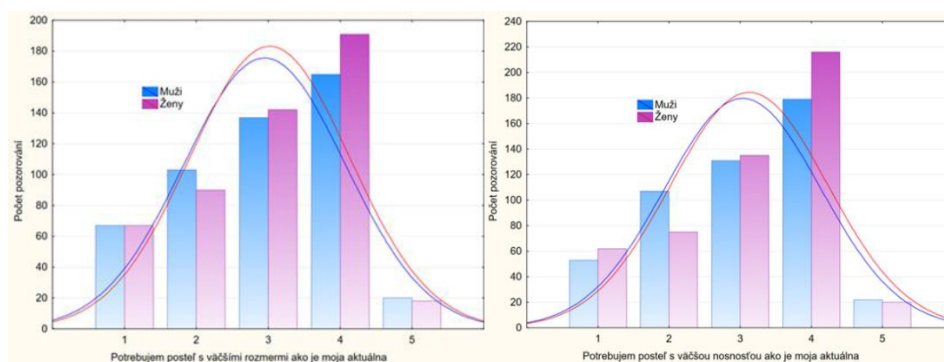 200
180
160
140
120
100
80
60
40
20
0
Počet pozorování
Muži
Ženy
1 2 3 4 5
Potrebujem posteľ s väčšími rozmermi ako je moja aktuálna
240
220
200
180
160
140
120
100
80
60
40
20
0
Počet pozorování
Muži
Ženy
1 2 3 4 5
Potrebujem posteľ s väčšou nosnosťou ako je moja aktuálna